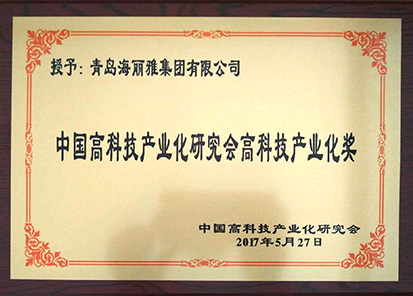 授予：青岛海丽雅集团有限公司
中国高科技产业化研究会高科技产业化奖
中国高科技产业化研究会
2017年5月27日